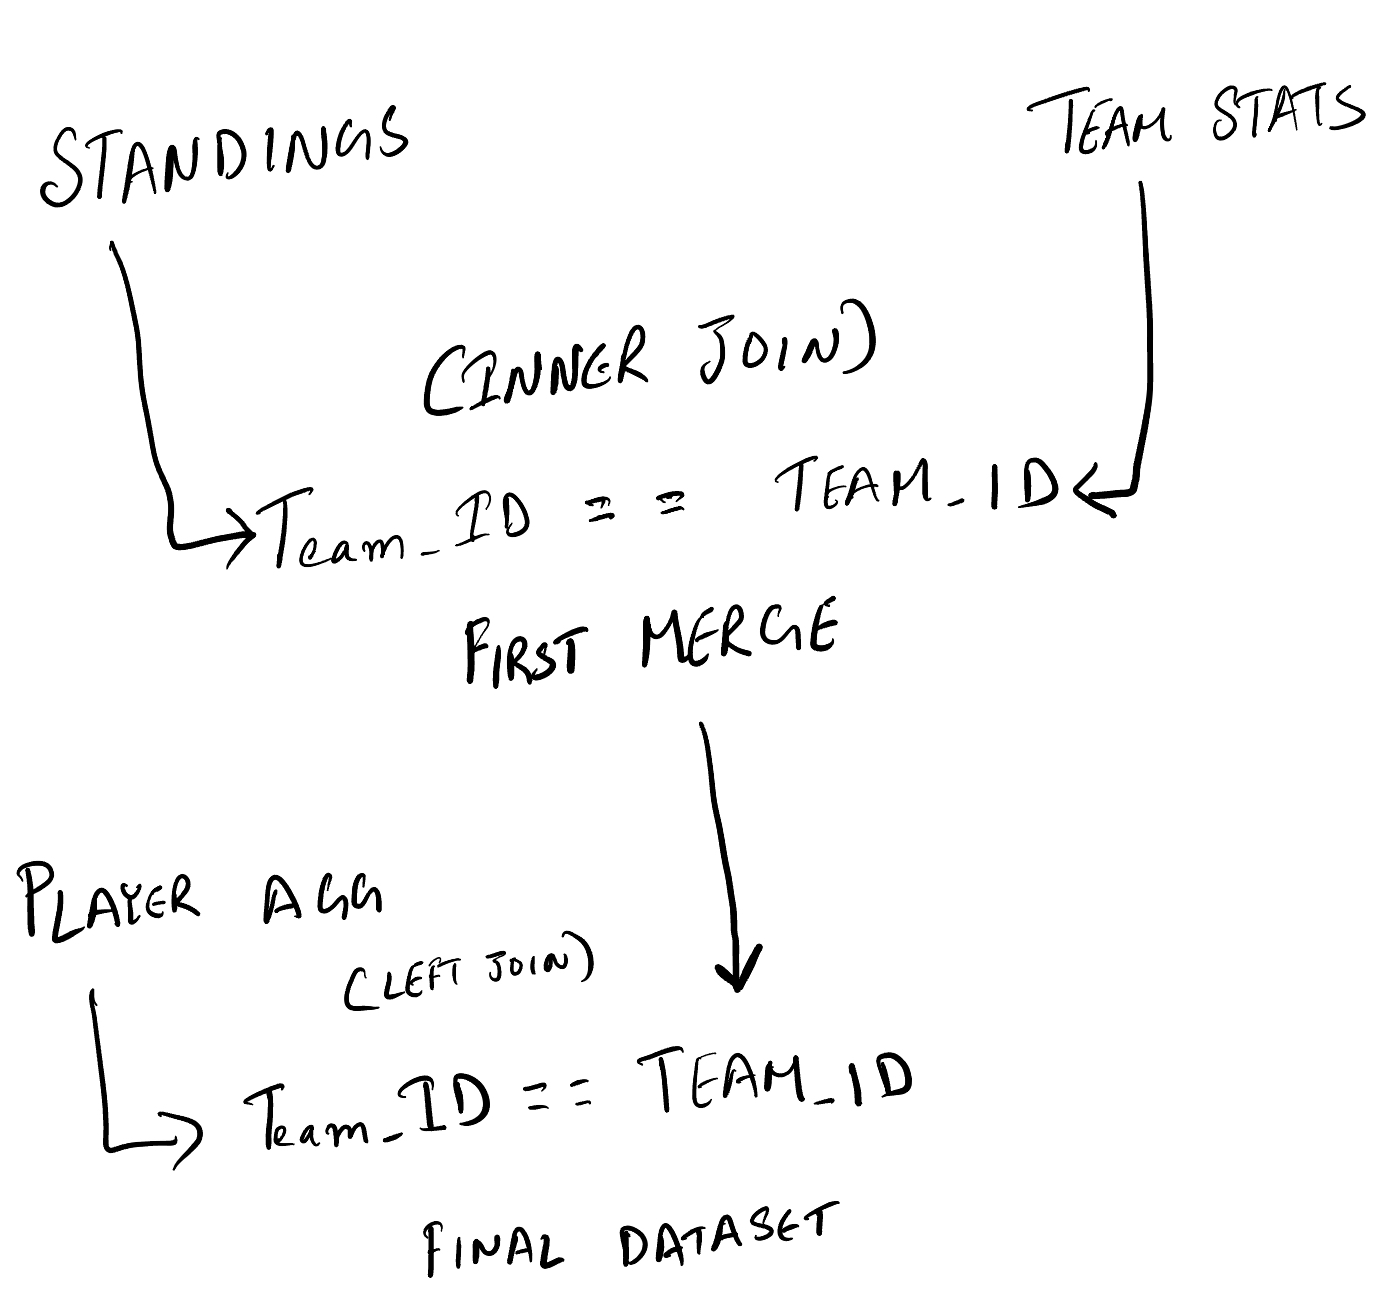 STANDINGS
TEAM STATS
(INNER JOIN)
Team_ID == TEAM_ID
FIRST MERGE
PLAYER AGG
(LEFT JOIN)
Team_ID == TEAM_ID
FINAL DATASET